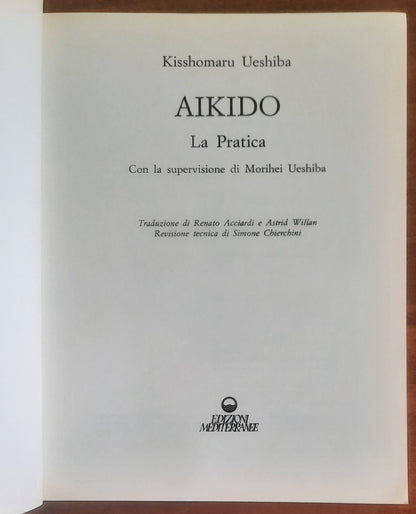 Kisshomaru Ueshiba
AIKIDO
La Pratica
Con la supervisione di Morihei Ueshiba
Traduzione di Renato Acciardi e Astrid Willan
Revisione tecnica di Simone Chierchini
EDIZIONI
MEDITERRANEE